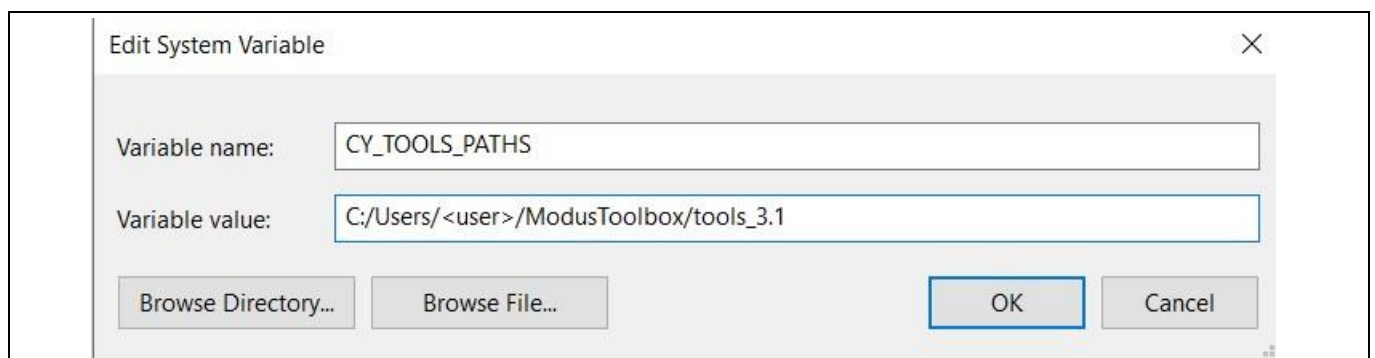 Edit System Variable
Variable name: CY_TOOLS_PATHS
Variable value: C:/Users/<user>/ModusToolbox/tools_3.1
Browse Directory... Browse File... OK Cancel